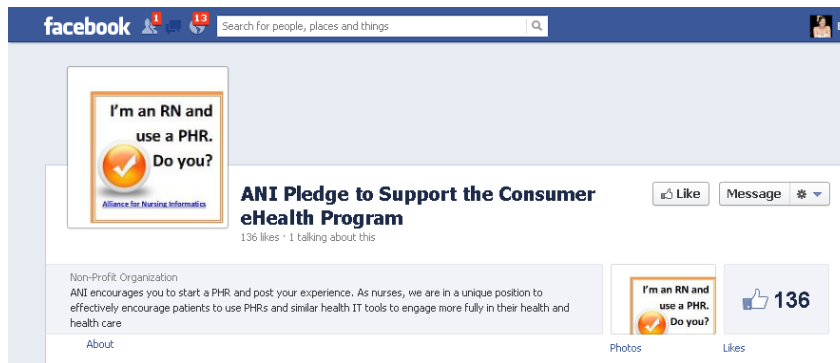 facebook
1
13
Search for people, places and things
I'm an RN and
use a PHR.
Do you?
Alliance for Nursing Informatics
ANI Pledge to Support the Consumer
eHealth Program
136 likes · 1 talking about this
Like
Message
Non-Profit Organization
ANI encourages you to start a PHR and post your experience. As nurses, we are in a unique position to
effectively encourage patients to use PHRs and similar health IT tools to engage more fully in their health and
health care
About
I'm an RN and
use a PHR.
Do you?
136
Photos
Likes